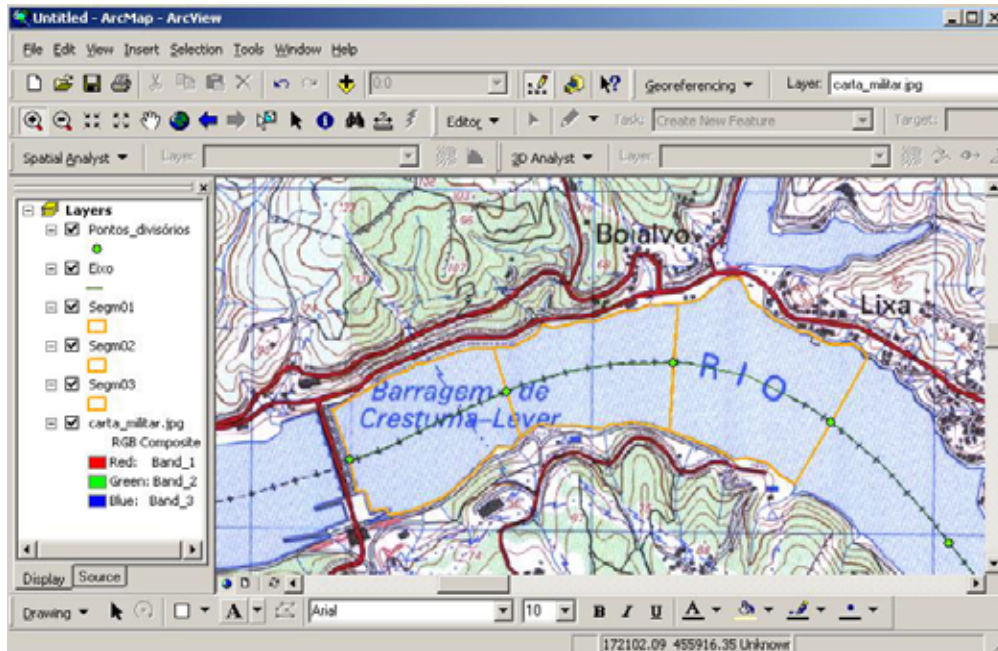 Untitled - ArcMap - ArcView
File Edit View Insert Selection Tools Window Help
0:0 Georeferencing Layer: carta_militar.jpg
Editor Task: Create New Feature Target:
Spatial Analyst Layer: 3D Analyst Layer:
Layers
Pontos_divisórios
Eixo
Segm01
Segm02
Segm03
carta_militar.jpg
RGB Composite
Red: Band_1
Green: Band_2
Blue: Band_3
Display Source
Boialvo
Lixa
RIO
Barragem de
Crestuma-Lever
Drawing A Arial 10 B I U A
172102.09 455916.35 Unknown